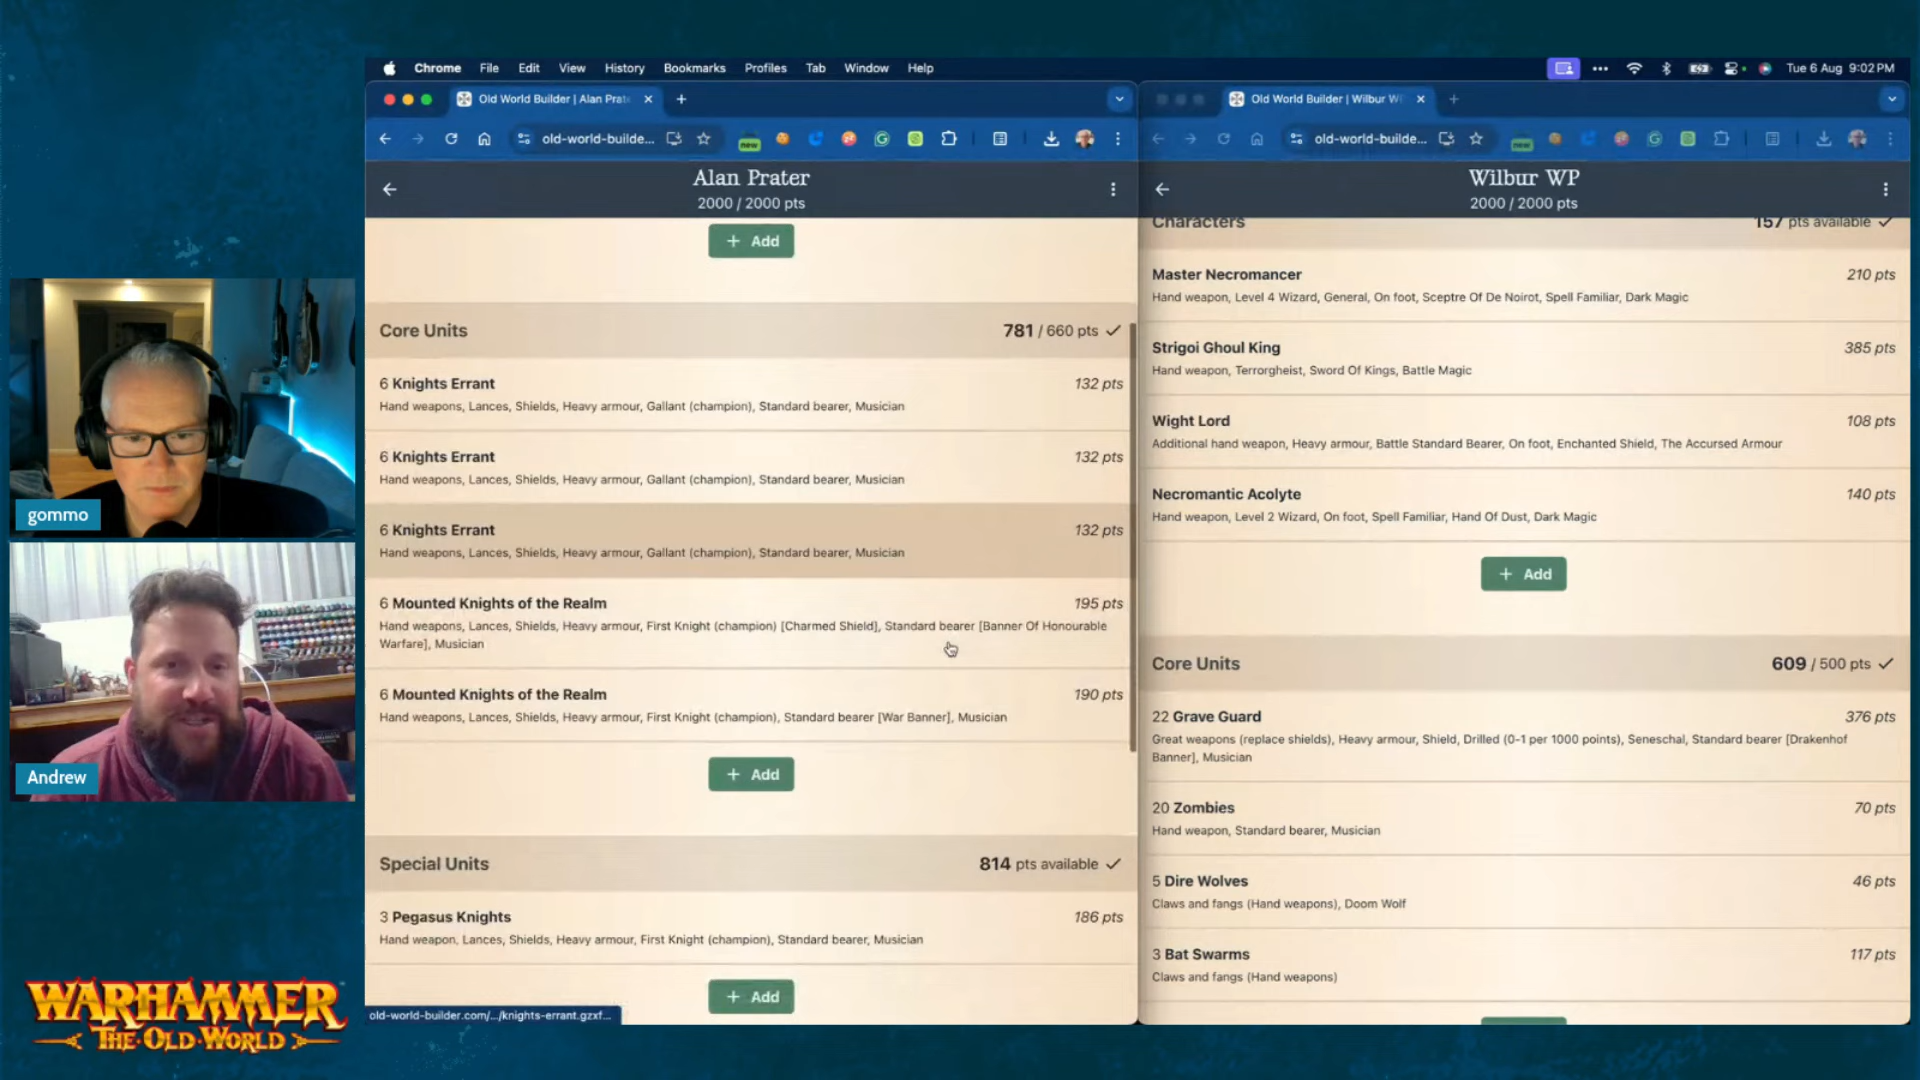 Chrome File Edit View History Bookmarks Profiles Tab Window Help
Tue 6 Aug 9:02 PM
Old World Builder | Alan Prat
old-world-builde...
new
Alan Prater
2000 / 2000 pts
+ Add
Core Units 781 / 660 pts
6 Knights Errant 132 pts
Hand weapons, Lances, Shields, Heavy armour, Gallant (champion), Standard bearer, Musician
6 Knights Errant 132 pts
Hand weapons, Lances, Shields, Heavy armour, Gallant (champion), Standard bearer, Musician
6 Knights Errant 132 pts
Hand weapons, Lances, Shields, Heavy armour, Gallant (champion), Standard bearer, Musician
6 Mounted Knights of the Realm 195 pts
Hand weapons, Lances, Shields, Heavy armour, First Knight (champion) [Charmed Shield], Standard bearer [Banner Of Honourable
Warfare], Musician
6 Mounted Knights of the Realm 190 pts
Hand weapons, Lances, Shields, Heavy armour, First Knight (champion), Standard bearer [War Banner], Musician
+ Add
Special Units 814 pts available
3 Pegasus Knights 186 pts
Hand weapon, Lances, Shields, Heavy armour, First Knight (champion), Standard bearer, Musician
+ Add
old-world-builder.com/.../knights-errant.gzxf...
Old World Builder | Wilbur W
old-world-builde...
new
Wilbur WP
2000 / 2000 pts
Characters 157 pts available
Master Necromancer 210 pts
Hand weapon, Level 4 Wizard, General, On foot, Sceptre Of De Noirot, Spell Familiar, Dark Magic
Strigoi Ghoul King 385 pts
Hand weapon, Terrorgheist, Sword Of Kings, Battle Magic
Wight Lord 108 pts
Additional hand weapon, Heavy armour, Battle Standard Bearer, On foot, Enchanted Shield, The Accursed Armour
Necromantic Acolyte 140 pts
Hand weapon, Level 2 Wizard, On foot, Spell Familiar, Hand Of Dust, Dark Magic
+ Add
Core Units 609 / 500 pts
22 Grave Guard 376 pts
Great weapons (replace shields), Heavy armour, Shield, Drilled (0-1 per 1000 points), Seneschal, Standard bearer [Drakenhof
Banner], Musician
20 Zombies 70 pts
Hand weapon, Standard bearer, Musician
5 Dire Wolves 46 pts
Claws and fangs (Hand weapons), Doom Wolf
3 Bat Swarms 117 pts
Claws and fangs (Hand weapons)
gommo
Andrew
WARHAMMER
THE OLD WORLD